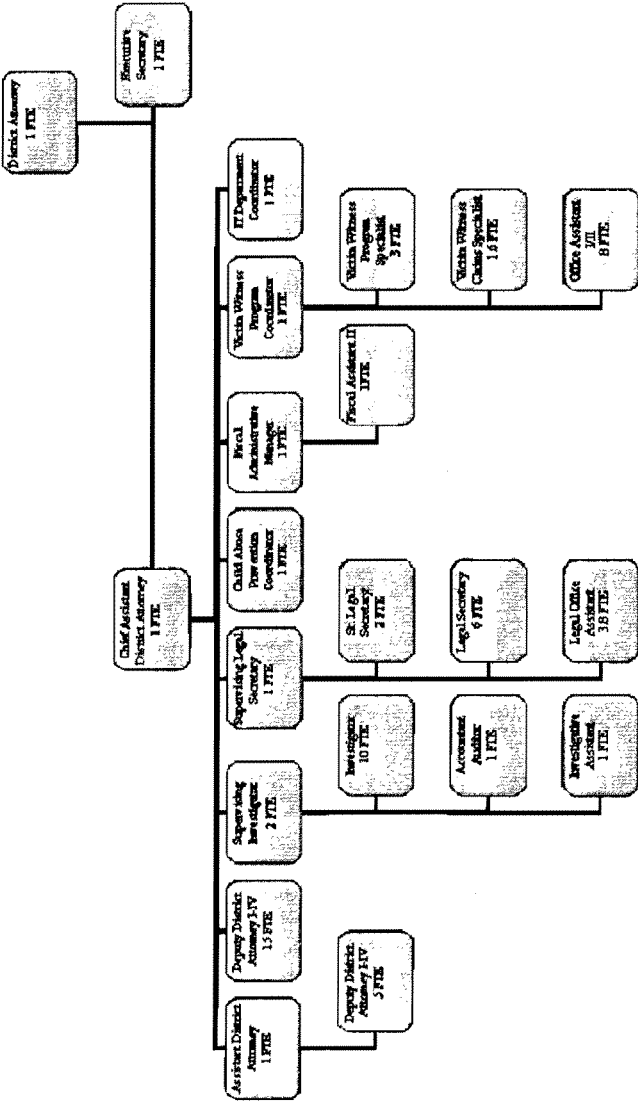 District Attorney
1 FTE
Executive
Secretary
1 FTE
Chief Assistant
District Attorney
1 FTE
Assistant District
Attorney
1 FTE
Deputy District
Attorney I-IV
15 FTE
Supervising
Investigator
2 FTE
Supervising Legal
Secretary
1 FTE
Child Abuse
Prevention
Coordinator
1 FTE
Fiscal
Administrative
Manager
1 FTE
Victim Witness
Program
Coordinator
1 FTE
IT Department
Coordinator
1 FTE
Deputy District
Attorney I-IV
5 FTE
Investigator
10 FTE
Accountant
Auditor
1 FTE
Investigative
Assistant
1 FTE
Sr. Legal
Secretary
2 FTE
Legal Secretary
6 FTE
Legal Office
Assistant
3.8 FTE
Fiscal Assistant II
1 FTE
Victim Witness
Program
Specialist
3 FTE
Victim Witness
Claims Specialist
1.6 FTE
Office Assistant
I/II
8 FTE